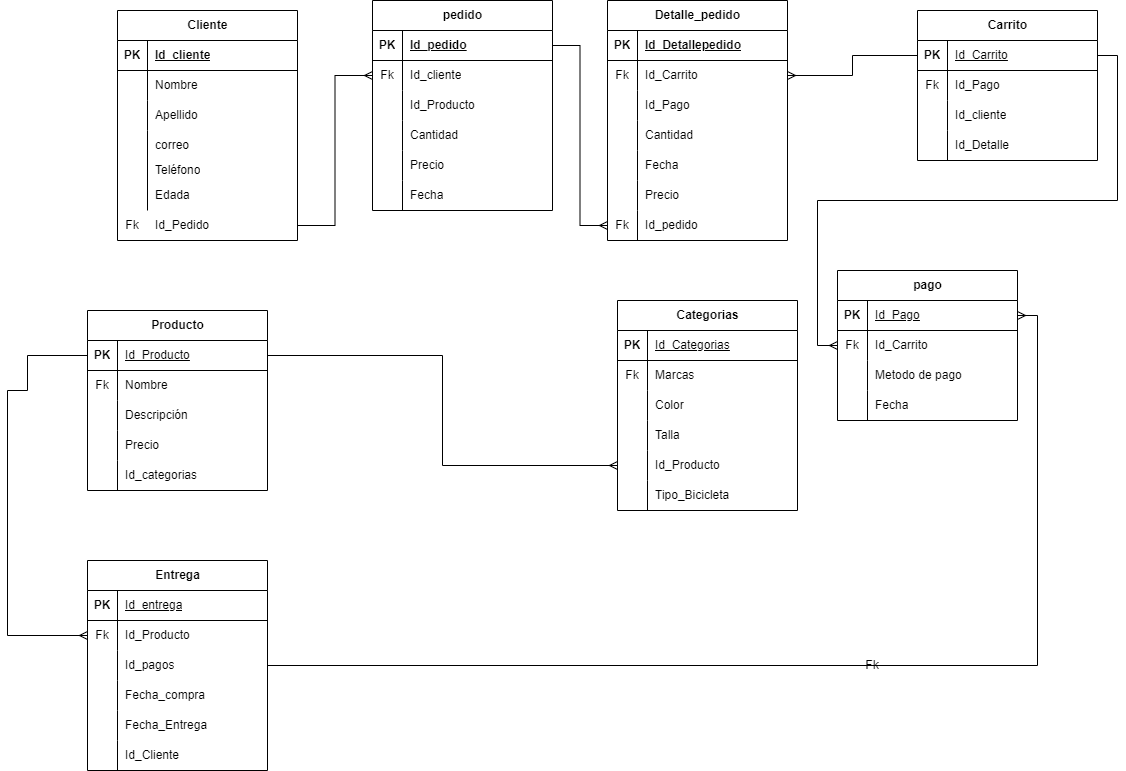 Cliente
PK Id_cliente
Nombre
Apellido
correo
Teléfono
Edada
Fk Id_Pedido
pedido
PK Id_pedido
Fk Id_cliente
Id_Producto
Cantidad
Precio
Fecha
Detalle_pedido
PK Id_Detallepedido
Fk Id_Carrito
Id_Pago
Cantidad
Fecha
Precio
Fk Id_pedido
Carrito
PK Id_Carrito
Fk Id_Pago
Id_cliente
Id_Detalle
Producto
PK Id_Producto
Fk Nombre
Descripción
Precio
Id_categorias
Categorias
PK Id_Categorias
Fk Marcas
Color
Talla
Id_Producto
Tipo_Bicicleta
pago
PK Id_Pago
Fk Id_Carrito
Metodo de pago
Fecha
Entrega
PK Id_entrega
Fk Id_Producto
Id_pagos
Fecha_compra
Fecha_Entrega
Id_Cliente
Fk